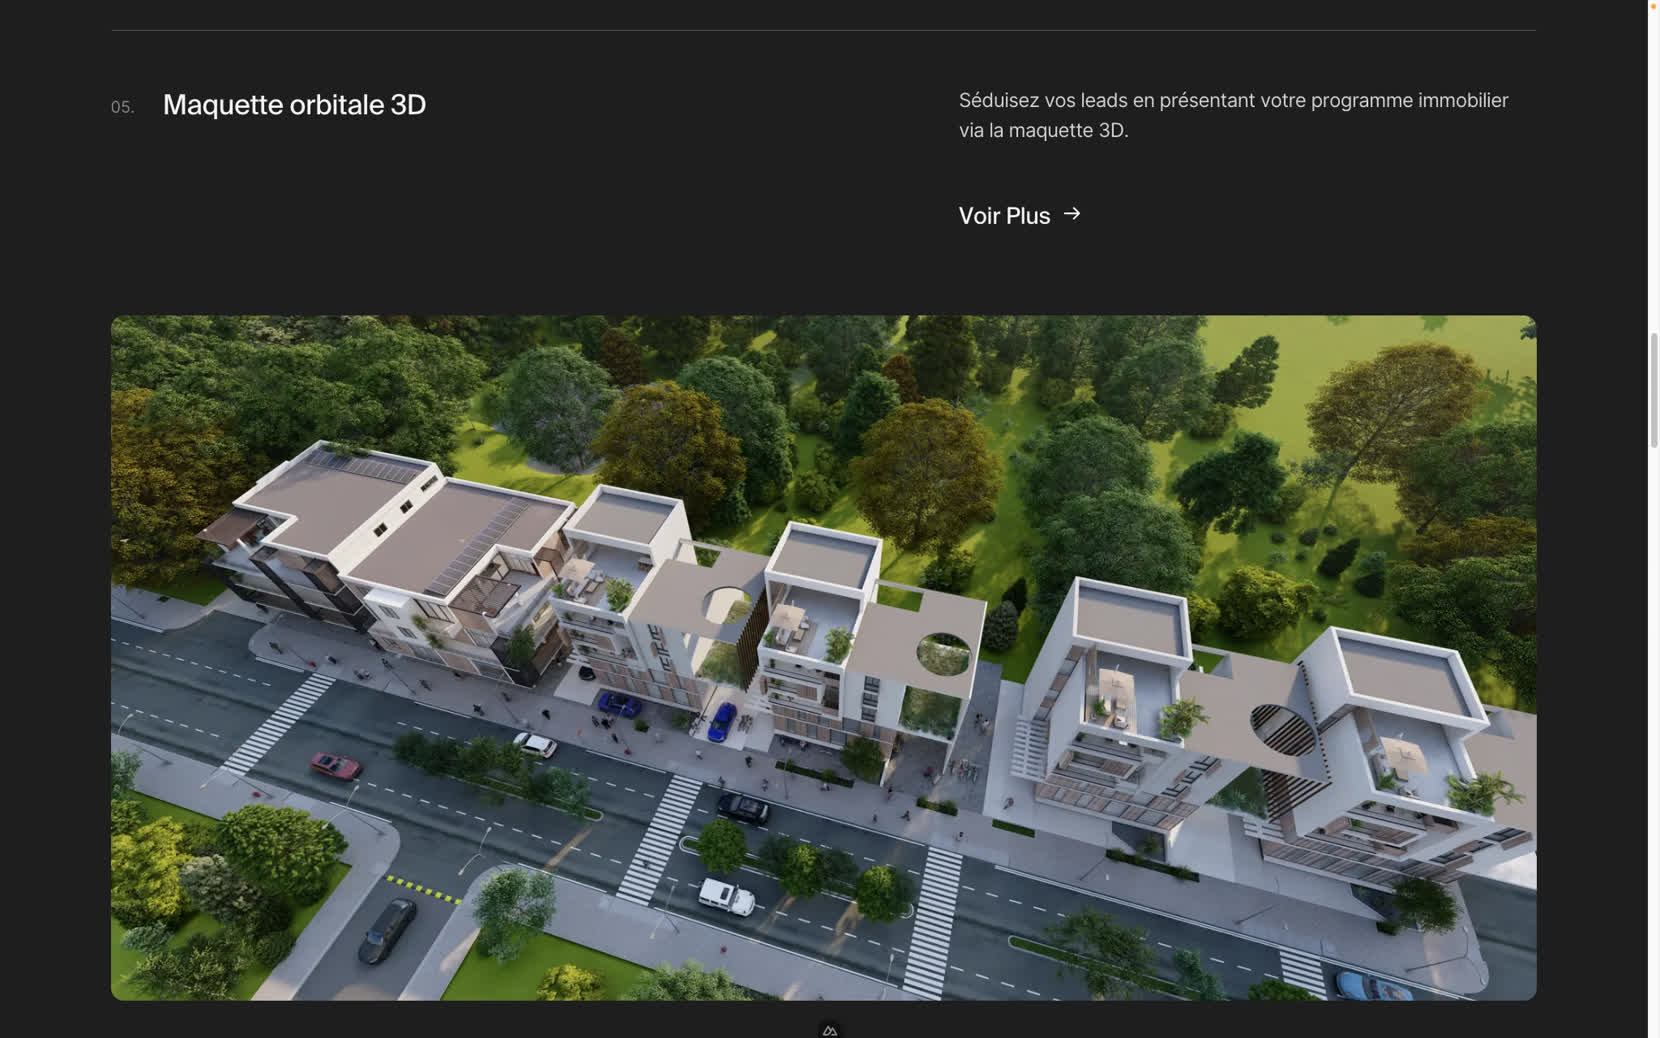 05.
Maquette orbitale 3D
Séduisez vos leads en présentant votre programme immobilier
via la maquette 3D.
Voir Plus →